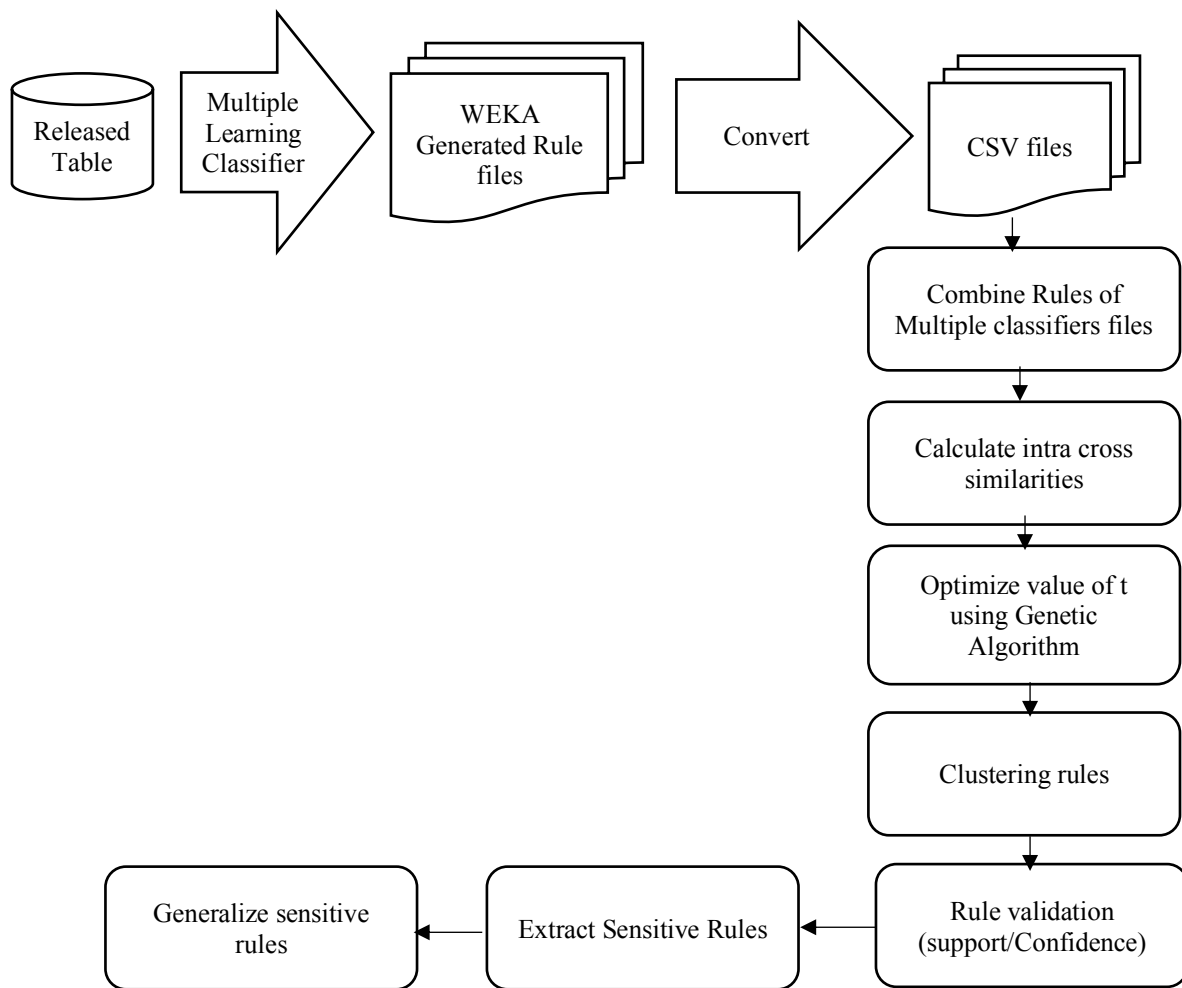 Released
Table
Multiple
Learning
Classifier
WEKA
Generated Rule
files
Convert
CSV files
Combine Rules of
Multiple classifiers files
Calculate intra cross
similarities
Optimize value of t
using Genetic
Algorithm
Clustering rules
Rule validation
(support/Confidence)
Extract Sensitive Rules
Generalize sensitive
rules